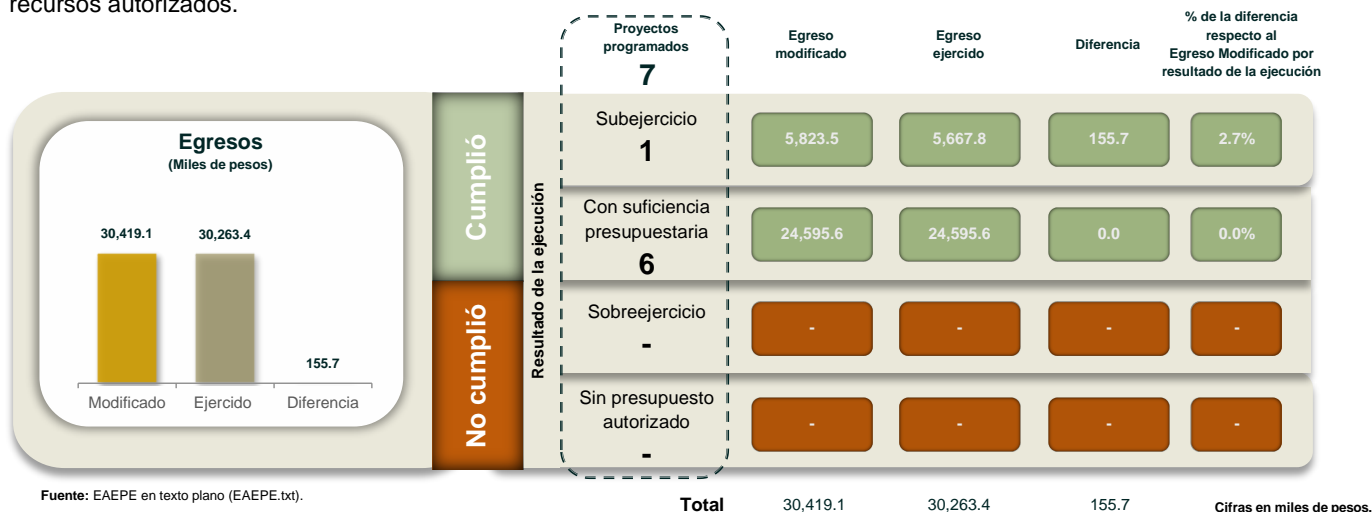 recursos autorizados.
Proyectos
programados
7
Egreso
modificado
Egreso
ejercido
Diferencia
% de la diferencia
respecto al
Egreso Modificado por
resultado de la ejecución
Egresos
(Miles de pesos)
30,419.1
30,263.4
155.7
Modificado
Ejercido
Diferencia
Cumplió
No cumplió
Resultado de la ejecución
Subejercicio
1
5,823.5
5,667.8
155.7
2.7%
Con suficiencia
presupuestaria
6
24,595.6
24,595.6
0.0
0.0%
Sobreejercicio
-
-
-
-
-
Sin presupuesto
autorizado
-
-
-
-
-
Fuente: EAEPE en texto plano (EAEPE.txt).
Total
30,419.1
30,263.4
155.7
Cifras en miles de pesos.